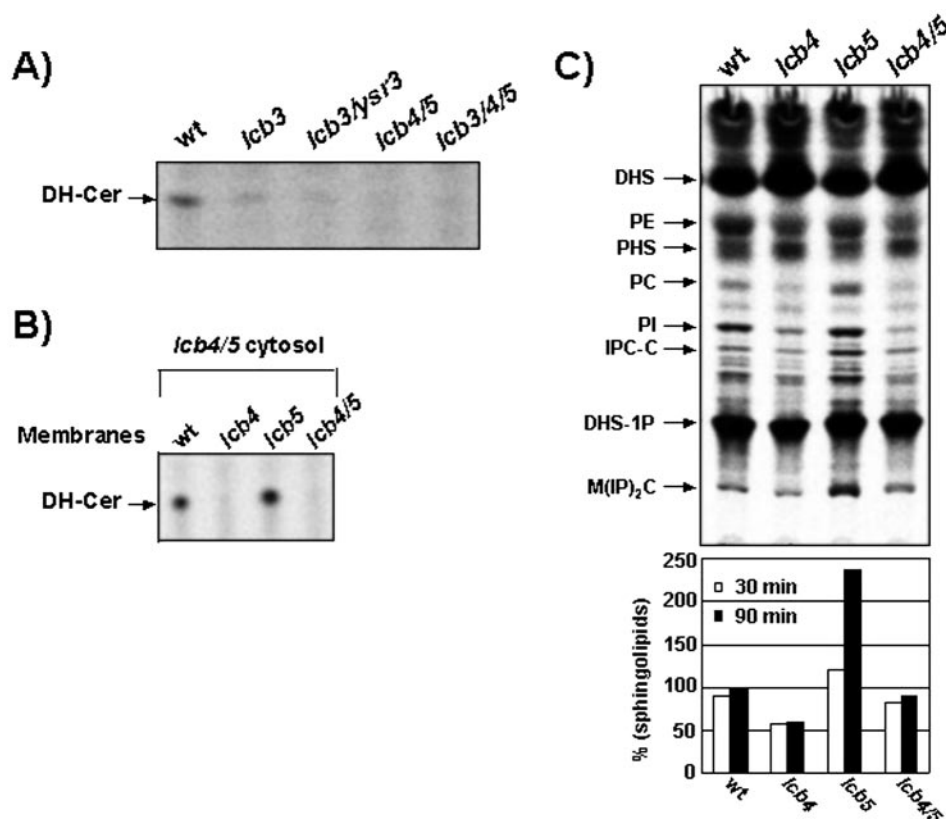 A)
wt lcb3 lcb3/ysr3 lcb4/5 lcb3/4/5
DH-Cer
B)
lcb4/5 cytosol
Membranes wt lcb4 lcb5 lcb4/5
DH-Cer
C)
wt lcb4 lcb5 lcb4/5
DHS
PE
PHS
PC
PI
IPC-C
DHS-1P
M(IP)₂C
% (sphingolipids)
250
200
150
100
50
0
30 min
90 min
wt lcb4 lcb5 lcb4/5